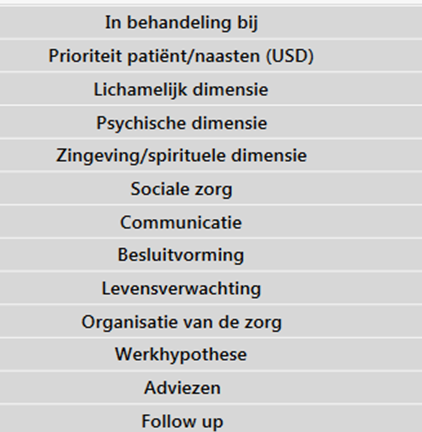 In behandeling bij
Prioriteit patiënt/naasten (USD)
Lichamelijk dimensie
Psychische dimensie
Zingeving/spirituele dimensie
Sociale zorg
Communicatie
Besluitvorming
Levensverwachting
Organisatie van de zorg
Werkhypothese
Adviezen
Follow up